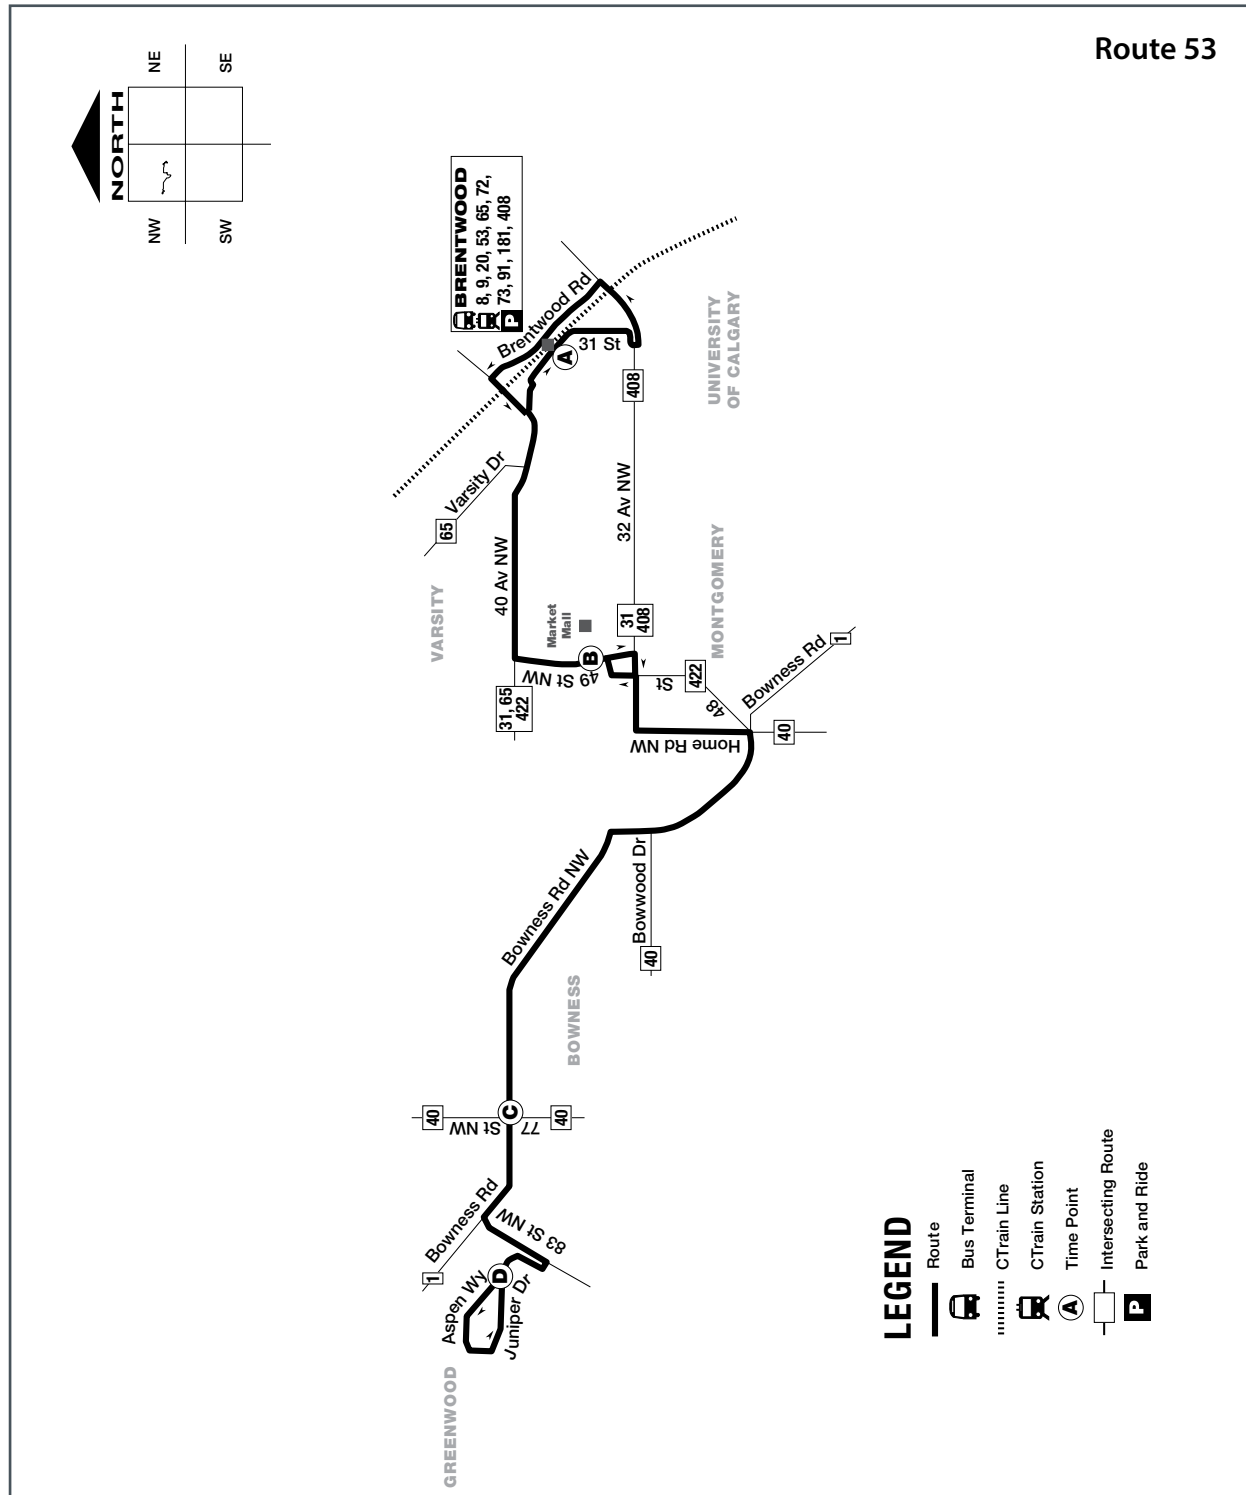 Route 53
NORTH
NW
NE
SW
SE
BRENTWOOD
8, 9, 20, 53, 65, 72,
73, 91, 181, 408
P
Brentwood Rd
A
31 St
408
UNIVERSITY
OF CALGARY
Varsity Dr
65
VARSITY
40 Av NW
32 Av NW
Market
Mall
31
408
MONTGOMERY
B
49 St NW
31, 65
422
422
48
St
Bowness Rd
1
Home Rd NW
40
Bowness Rd NW
Bowwood Dr
40
BOWNESS
40
C
77
St NW
40
Bowness Rd
1
83 St NW
D
Aspen Wy
Juniper Dr
GREENWOOD
LEGEND
Route
Bus Terminal
CTrain Line
CTrain Station
A
Time Point
Intersecting Route
P
Park and Ride